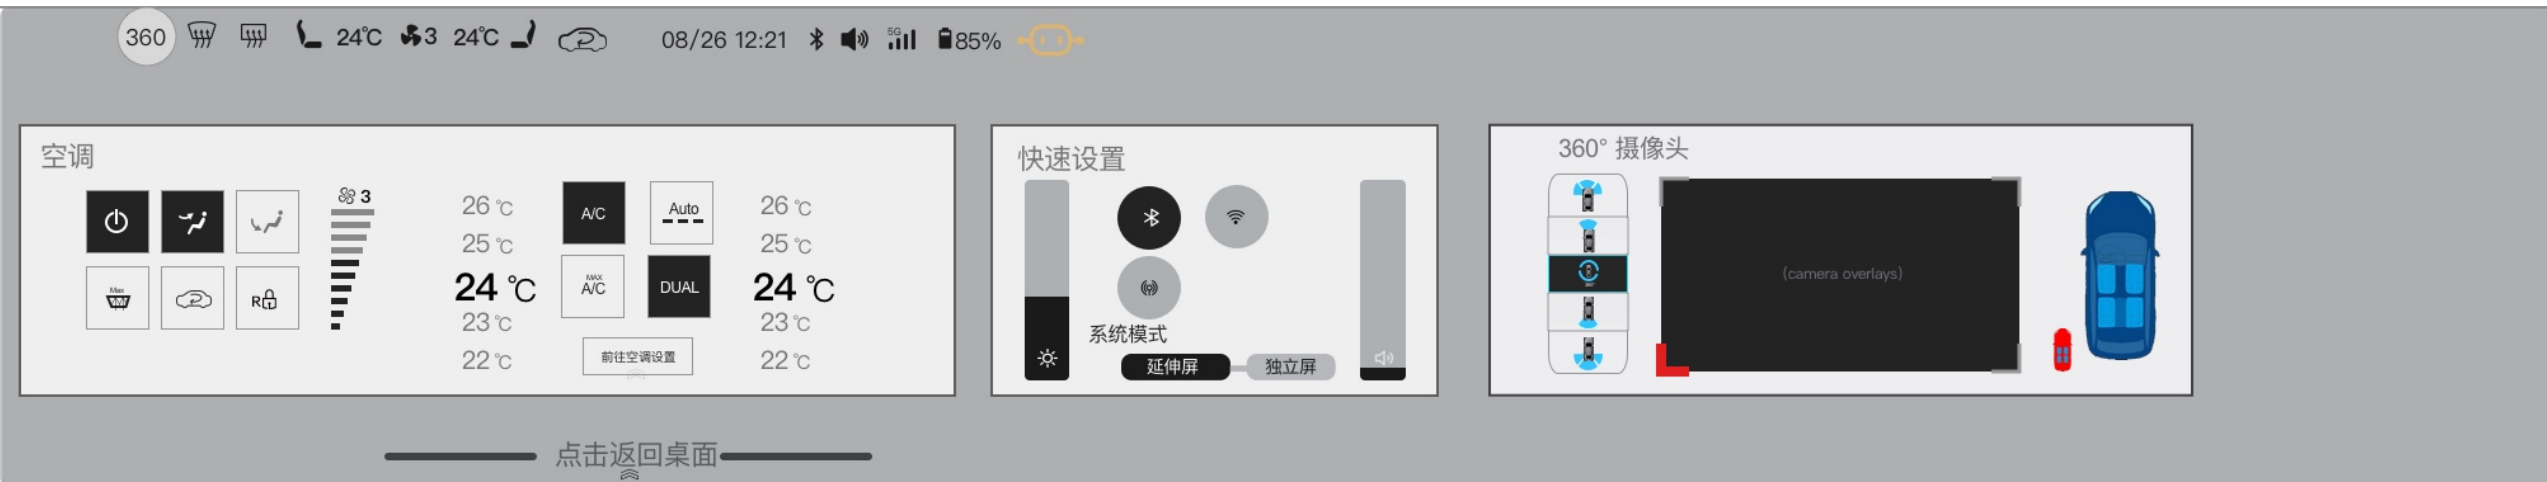 360 24℃ 3 24℃ 08/26 12:21 5G 85%
空调
3
26 ℃
25 ℃
24 ℃
23 ℃
22 ℃
A/C
Auto
MAX
A/C
DUAL
26 ℃
25 ℃
24 ℃
23 ℃
22 ℃
Max
R
前往空调设置
快速设置
系统模式
延伸屏
独立屏
360° 摄像头
360°
(camera overlays)
点击返回桌面